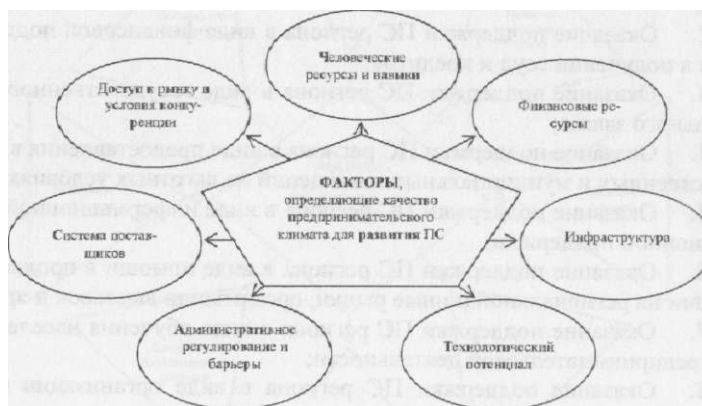 Человеческие
ресурсы и навыки
Доступ к рынку и
условия конку-
ренции
Финансовые ре-
сурсы
ФАКТОРЫ,
определяющие качество
предпринимательского
климата для развития ПС
Система постав-
щиков
Инфраструктура
Административное
регулирование и
барьеры
Технологический
потенциал